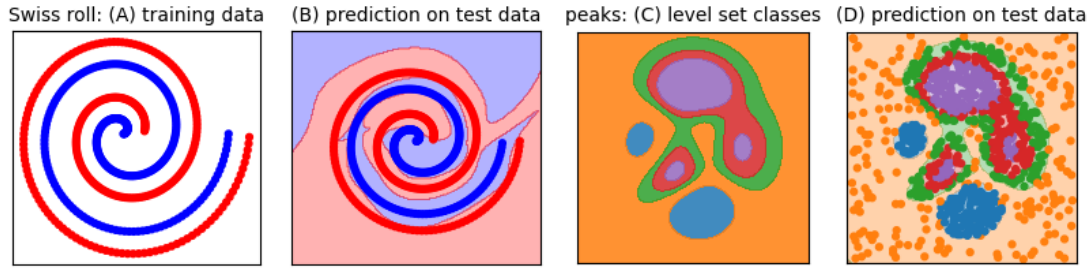 Swiss roll: (A) training data
(B) prediction on test data
peaks: (C) level set classes
(D) prediction on test data